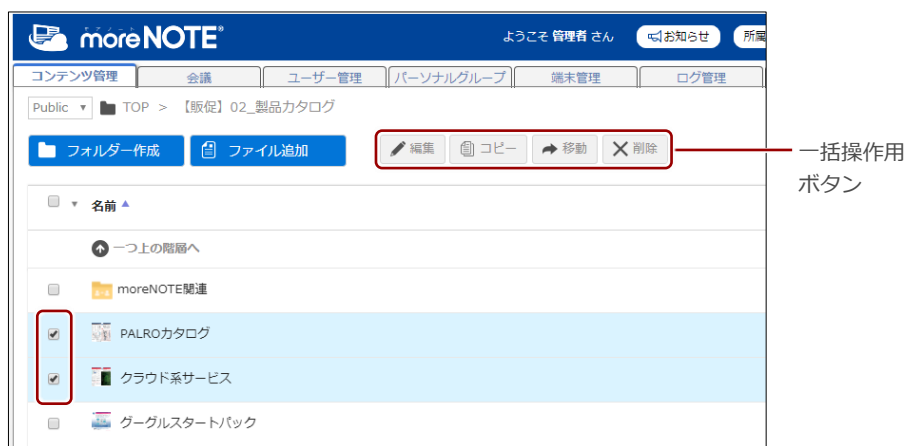 moreNOTE®
ようこそ 管理者 さん
お知らせ
所属
コンテンツ管理
会議
ユーザー管理
パーソナルグループ
端末管理
ログ管理
Public ▼ TOP > 【販促】02_製品カタログ
フォルダー作成
ファイル追加
編集
コピー
移動
削除
一括操作用
ボタン
名前
一つ上の階層へ
moreNOTE関連
PALROカタログ
クラウド系サービス
グーグルスタートパック